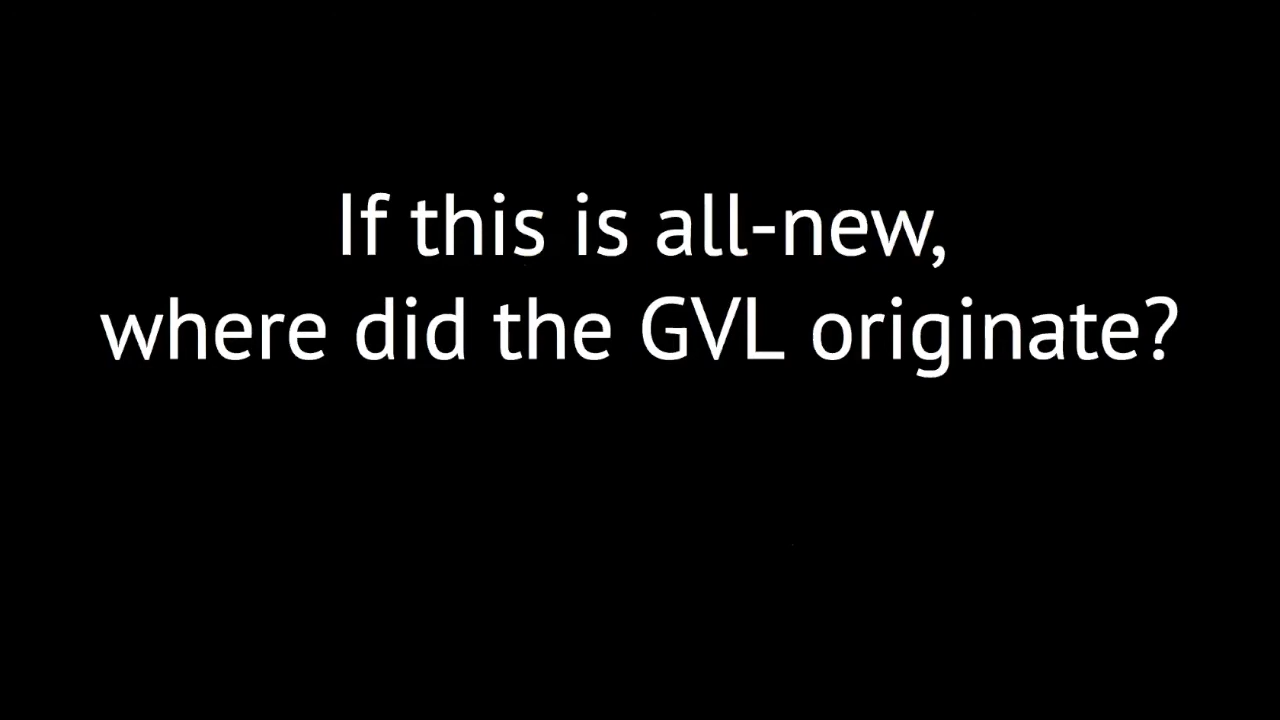 If this is all-new,
where did the GVL originate?